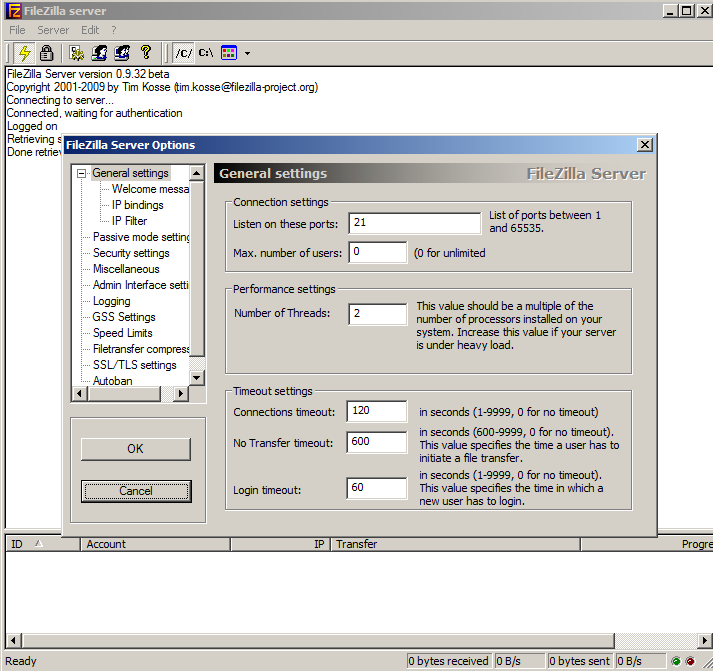 FileZilla server
File Server Edit ?
/C/ C:\
FileZilla Server version 0.9.32 beta
Copyright 2001-2009 by Tim Kosse (tim.kosse@filezilla-project.org)
Connecting to server...
Connected, waiting for authentication
Logged on
Retrieving s
Done retriev
FileZilla Server Options
General settings
Welcome messa
IP bindings
IP Filter
Passive mode setting
Security settings
Miscellaneous
Admin Interface setti
Logging
GSS Settings
Speed Limits
Filetransfer compress
SSL/TLS settings
Autoban
OK
Cancel
General settings FileZilla Server
Connection settings
Listen on these ports: 21 List of ports between 1
and 65535.
Max. number of users: 0 (0 for unlimited
Performance settings
Number of Threads: 2 This value should be a multiple of the
number of processors installed on your
system. Increase this value if your server
is under heavy load.
Timeout settings
Connections timeout: 120 in seconds (1-9999, 0 for no timeout)
No Transfer timeout: 600 in seconds (600-9999, 0 for no timeout).
This value specifies the time a user has to
initiate a file transfer.
Login timeout: 60 in seconds (1-9999, 0 for no timeout).
This value specifies the time in which a
new user has to login.
ID Account IP Transfer Progre
Ready 0 bytes received 0 B/s 0 bytes sent 0 B/s